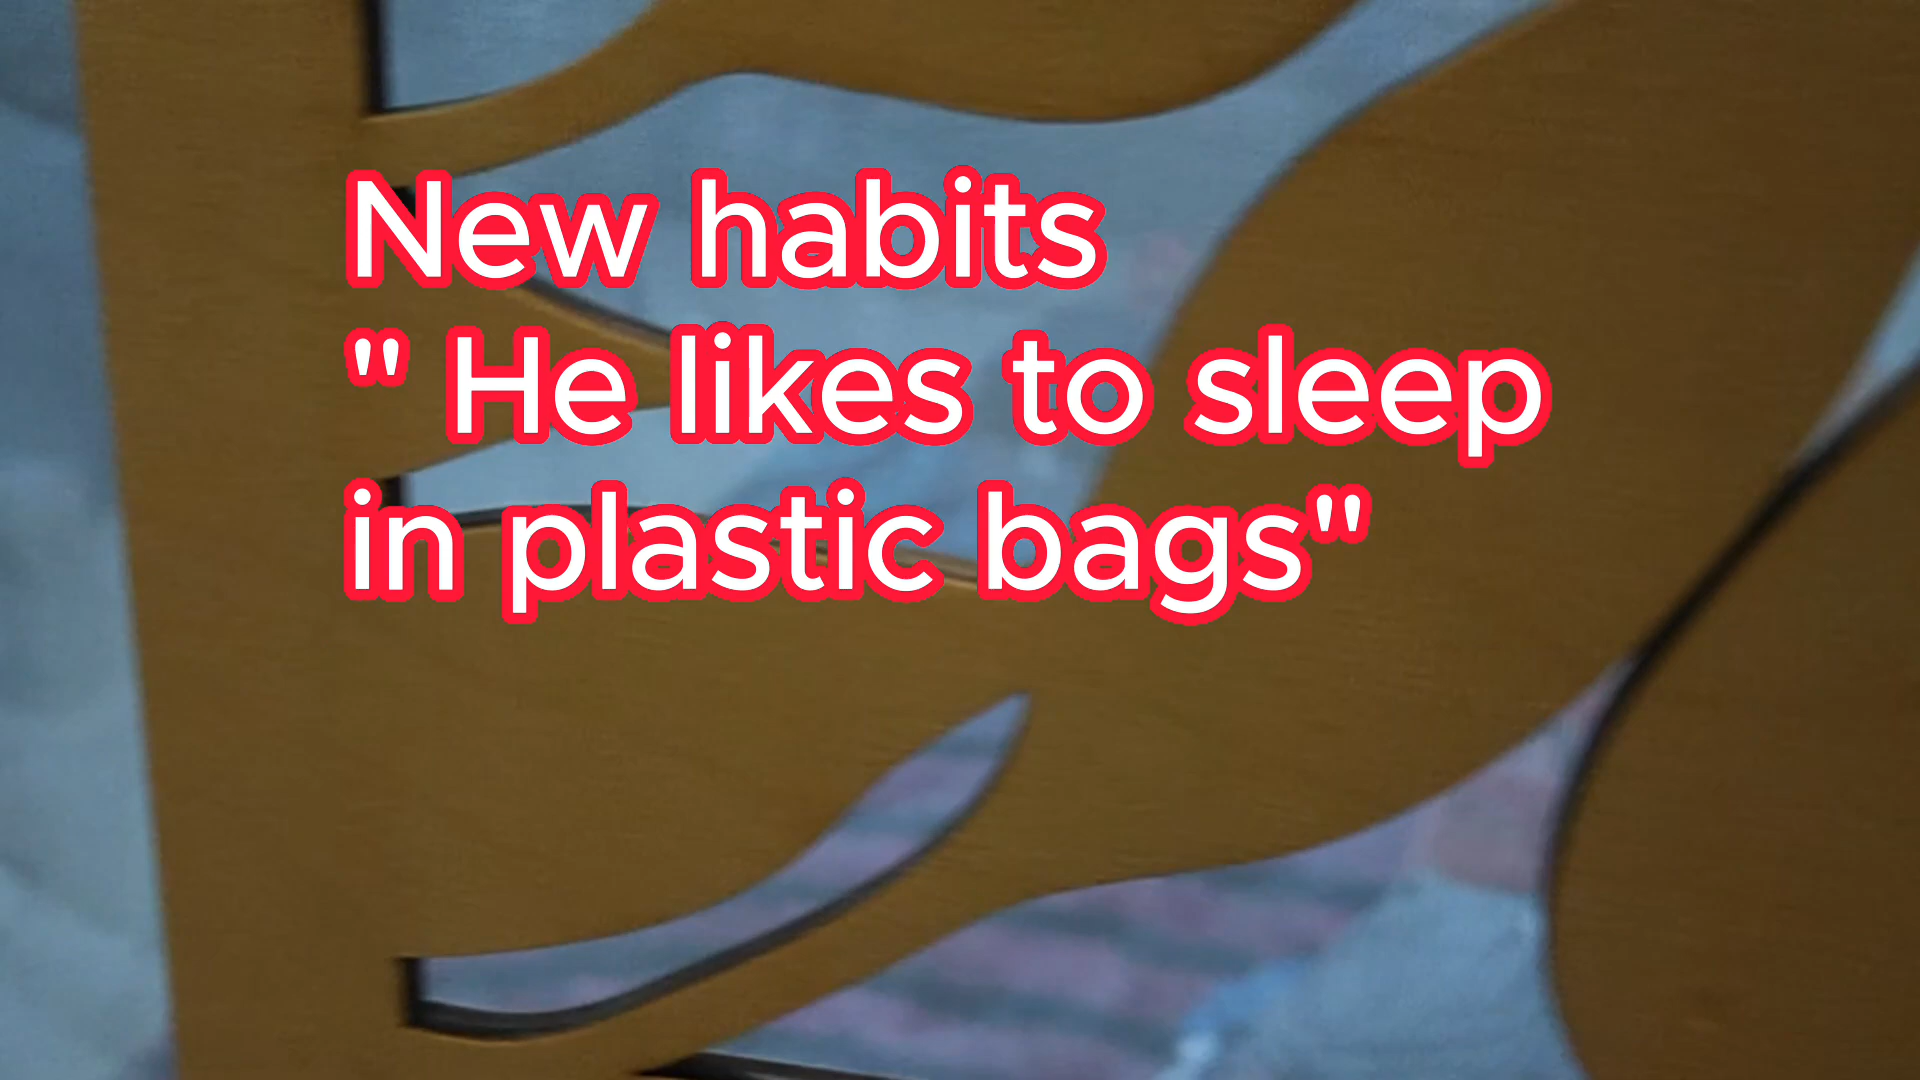 New habits
" He likes to sleep
in plastic bags"